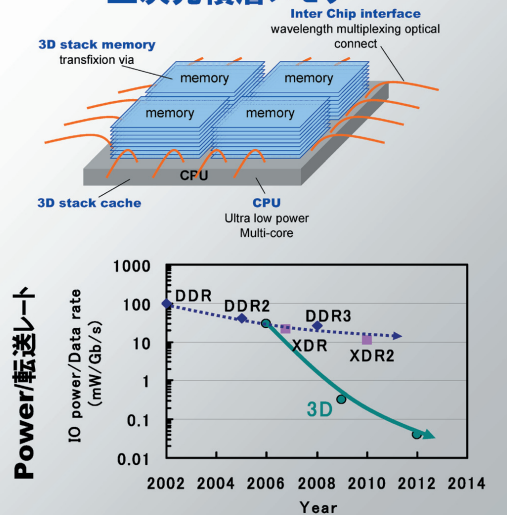 Inter Chip interface
wavelength multiplexing optical
connect
3D stack memory
transfixion via
memory
memory
memory
memory
CPU
3D stack cache
CPU
Ultra low power
Multi-core
Power/転送レート
IO power/Data rate
(mW/Gb/s)
1000
100
10
1
0.1
0.01
DDR
DDR2
DDR3
XDR
XDR2
3D
2002 2004 2006 2008 2010 2012 2014
Year